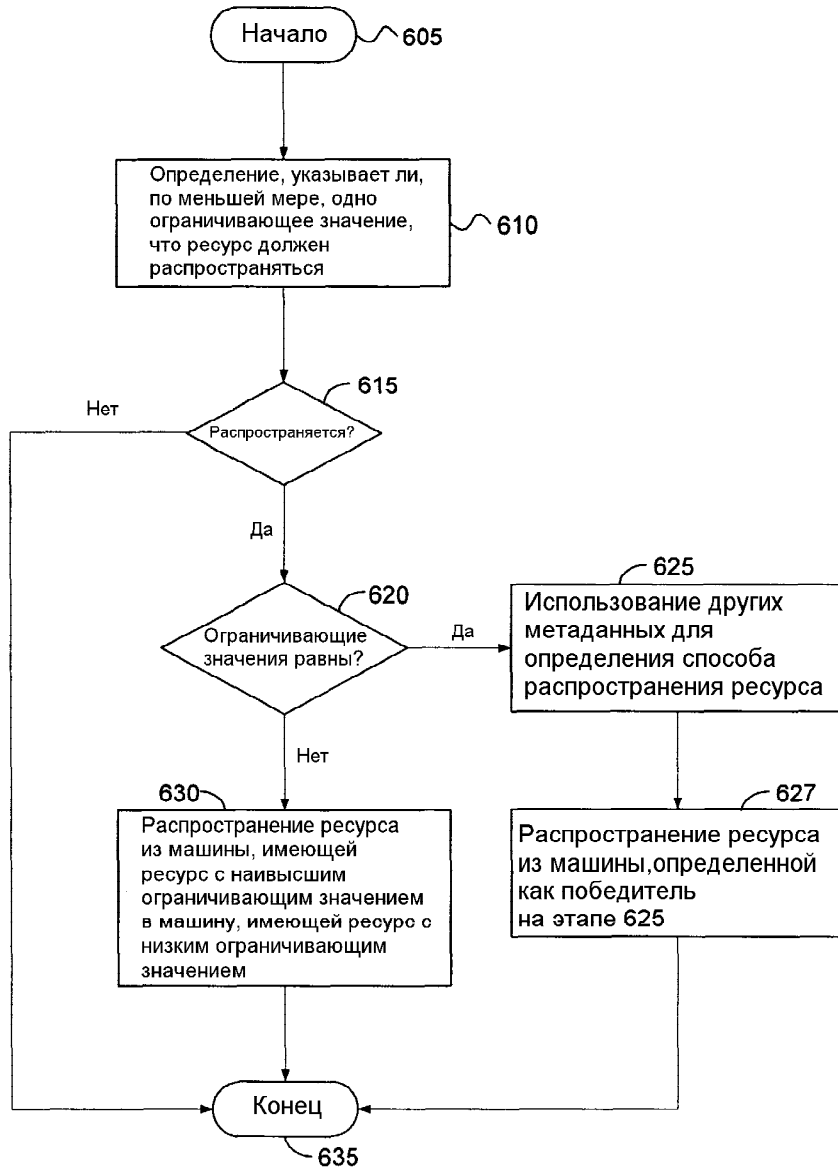 Начало
605
Определение, указывает ли,
по меньшей мере, одно
ограничивающее значение,
что ресурс должен
распространяться
610
615
Нет
Распространяется?
Да
620
Ограничивающие
значения равны?
Да
625
Использование других
метаданных для
определения способа
распространения ресурса
Нет
630
Распространение ресурса
из машины, имеющей
ресурс с наивысшим
ограничивающим значением
в машину, имеющей ресурс с
низким ограничивающим
значением
627
Распространение ресурса
из машины,определенной
как победитель
на этапе 625
Конец
635